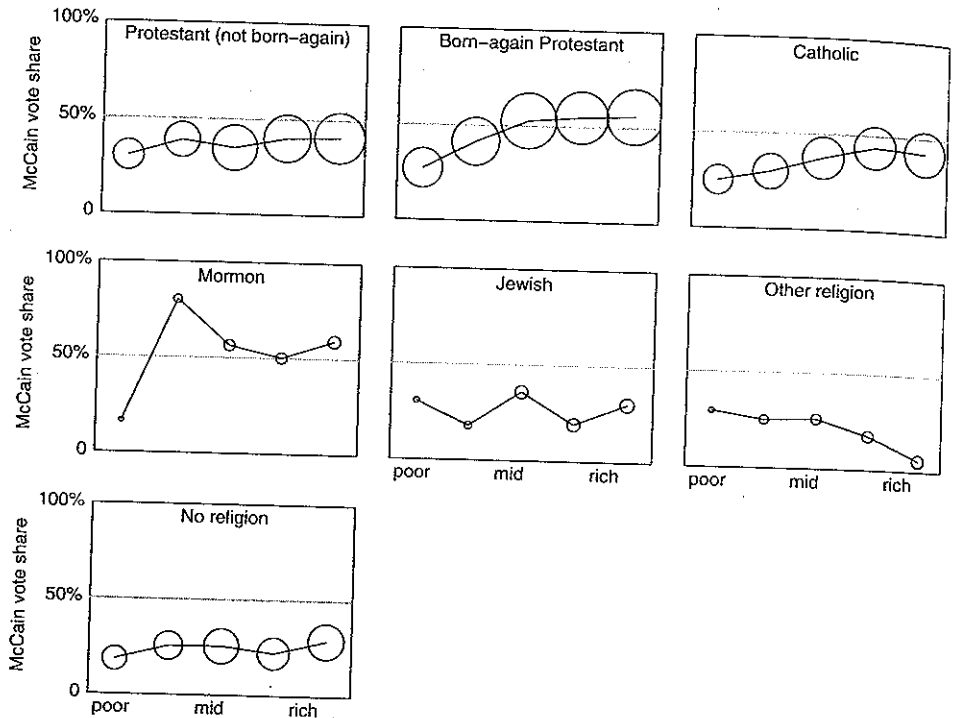 100%
Protestant (not born-again)
Born-again Protestant
Catholic
McCain vote share
50%
0
100%
Mormon
Jewish
Other religion
McCain vote share
50%
0
poor mid rich
poor mid rich
100%
No religion
McCain vote share
50%
0
poor mid rich